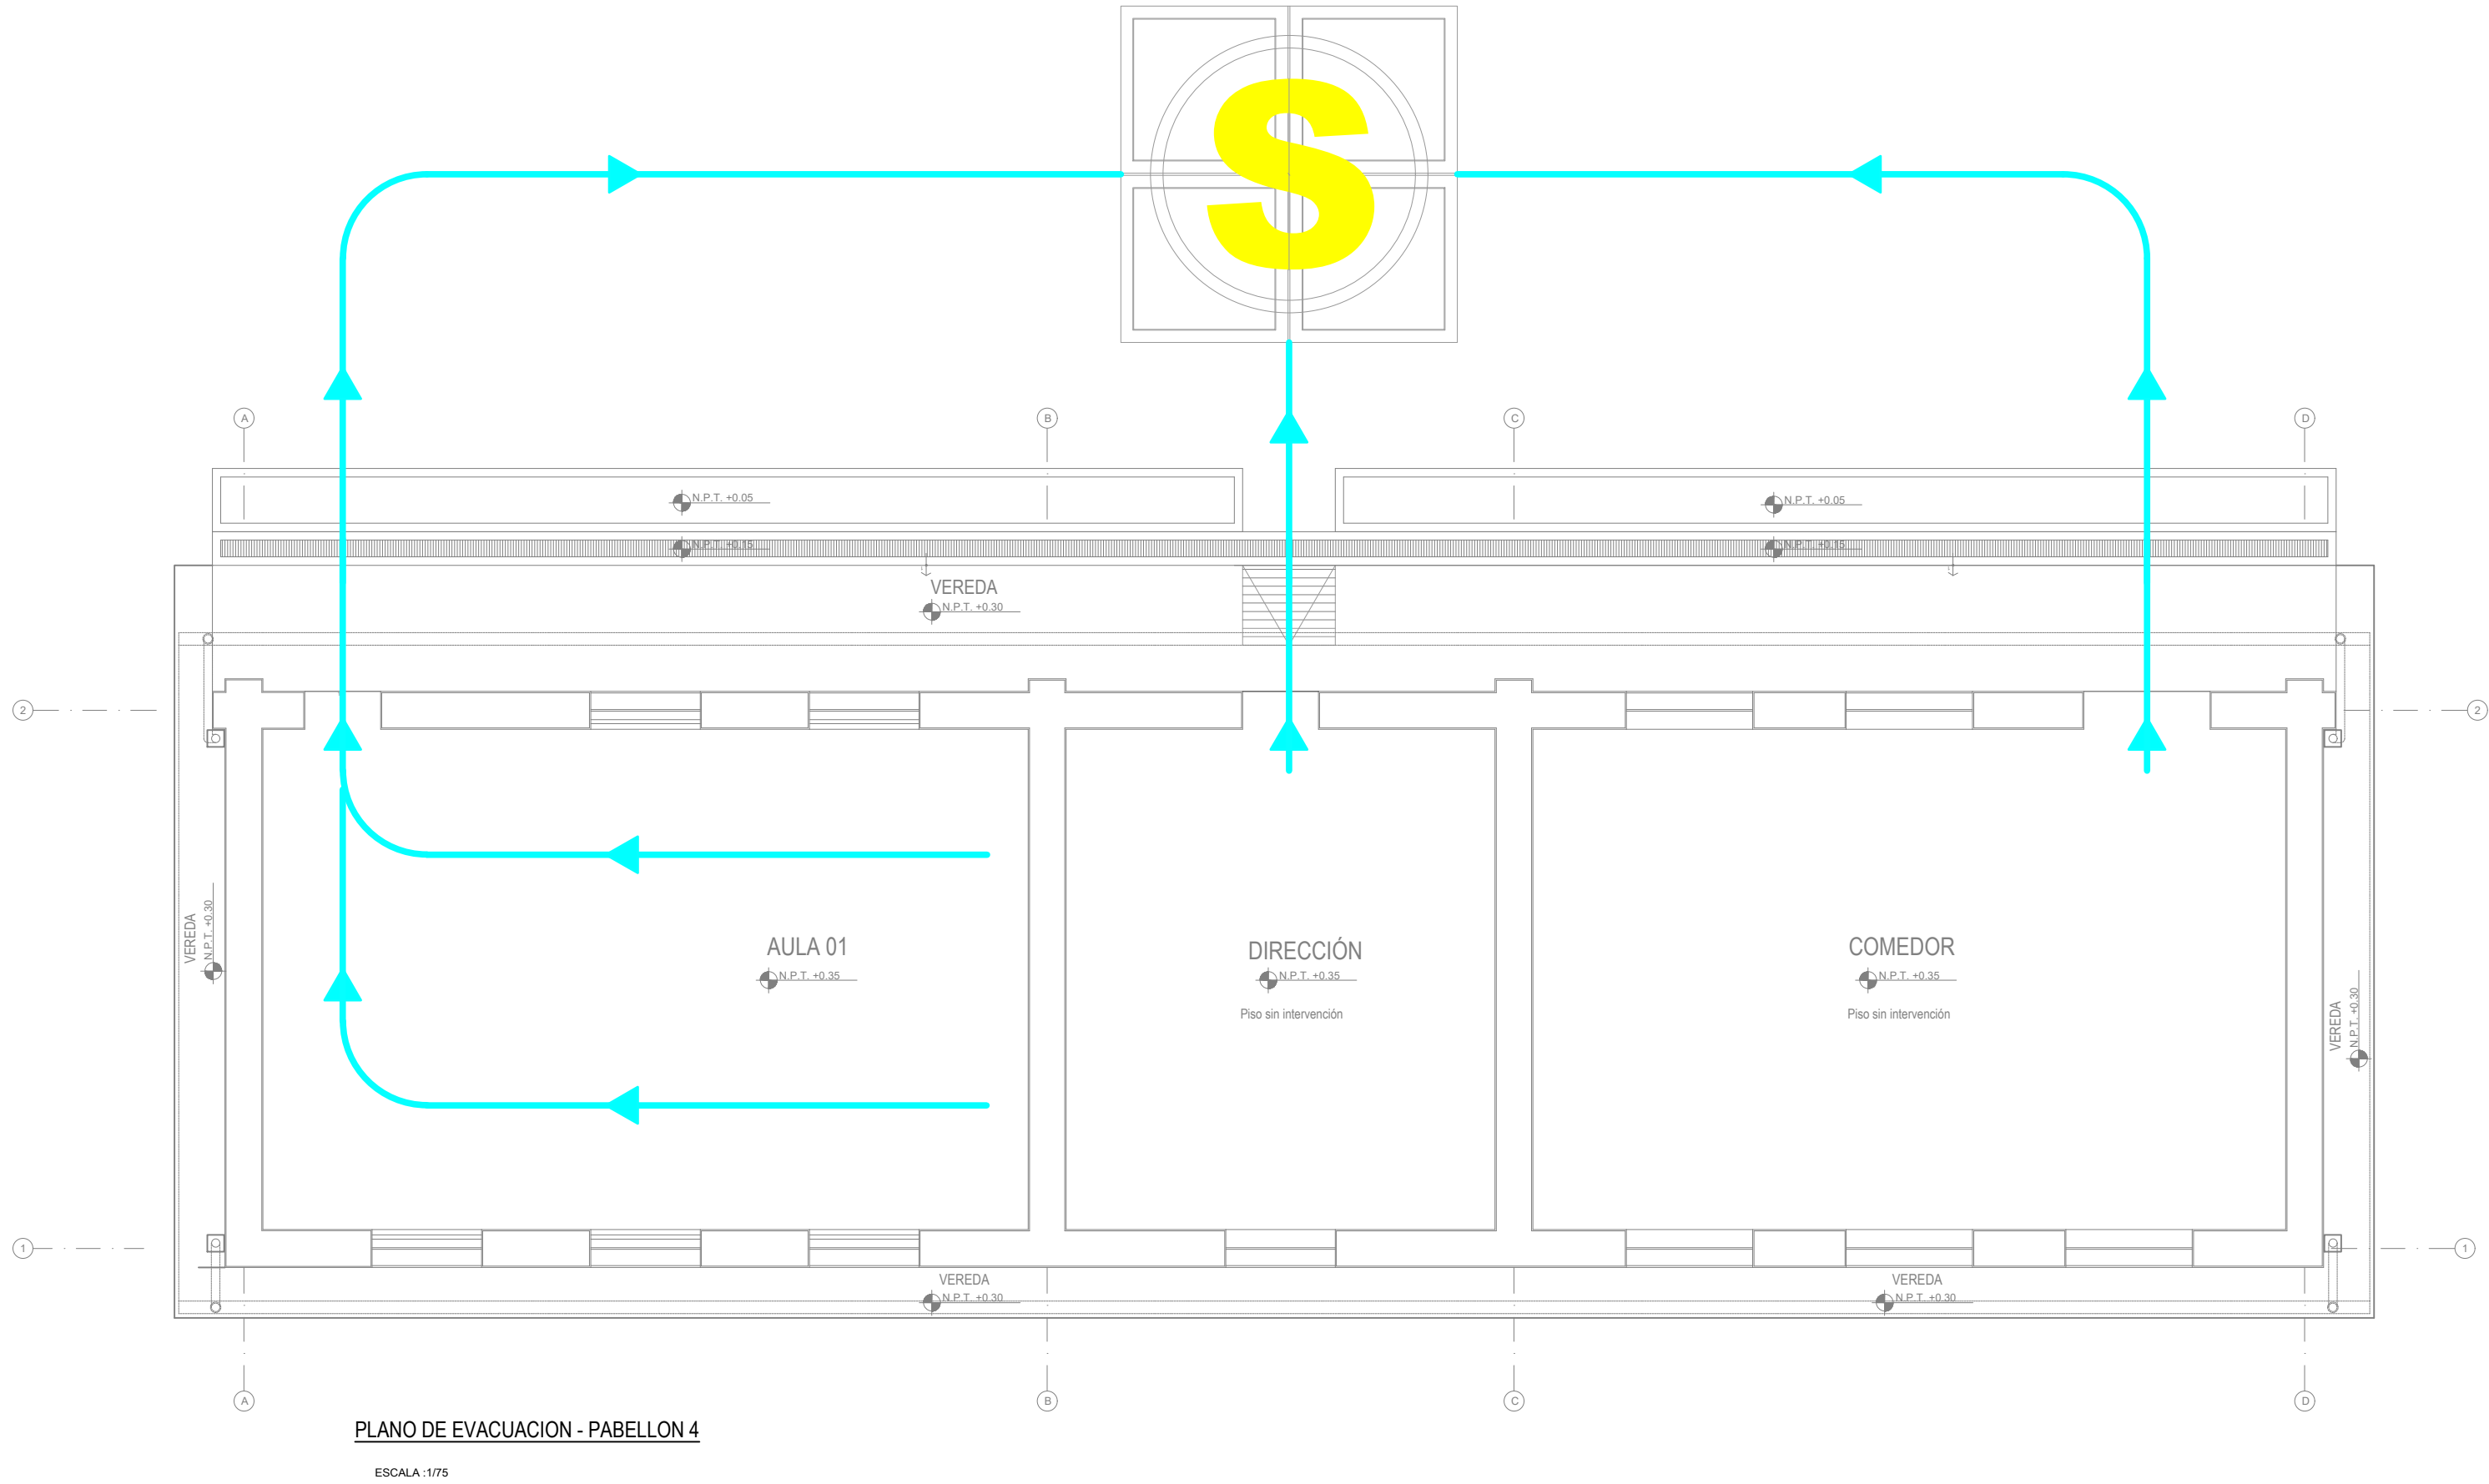 S
A
B
C
D
N.P.T. +0.05
N.P.T. +0.05
N.P.T. +0.15
N.P.T. +0.15
VEREDA
N.P.T. +0.30
2
2
VEREDA
N.P.T. +0.30
AULA 01
N.P.T. +0.35
DIRECCIÓN
N.P.T. +0.35
Piso sin intervención
COMEDOR
N.P.T. +0.35
Piso sin intervención
VEREDA
N.P.T. +0.30
1
1
VEREDA
N.P.T. +0.30
VEREDA
N.P.T. +0.30
A
B
C
D
PLANO DE EVACUACION - PABELLON 4
ESCALA :1/75